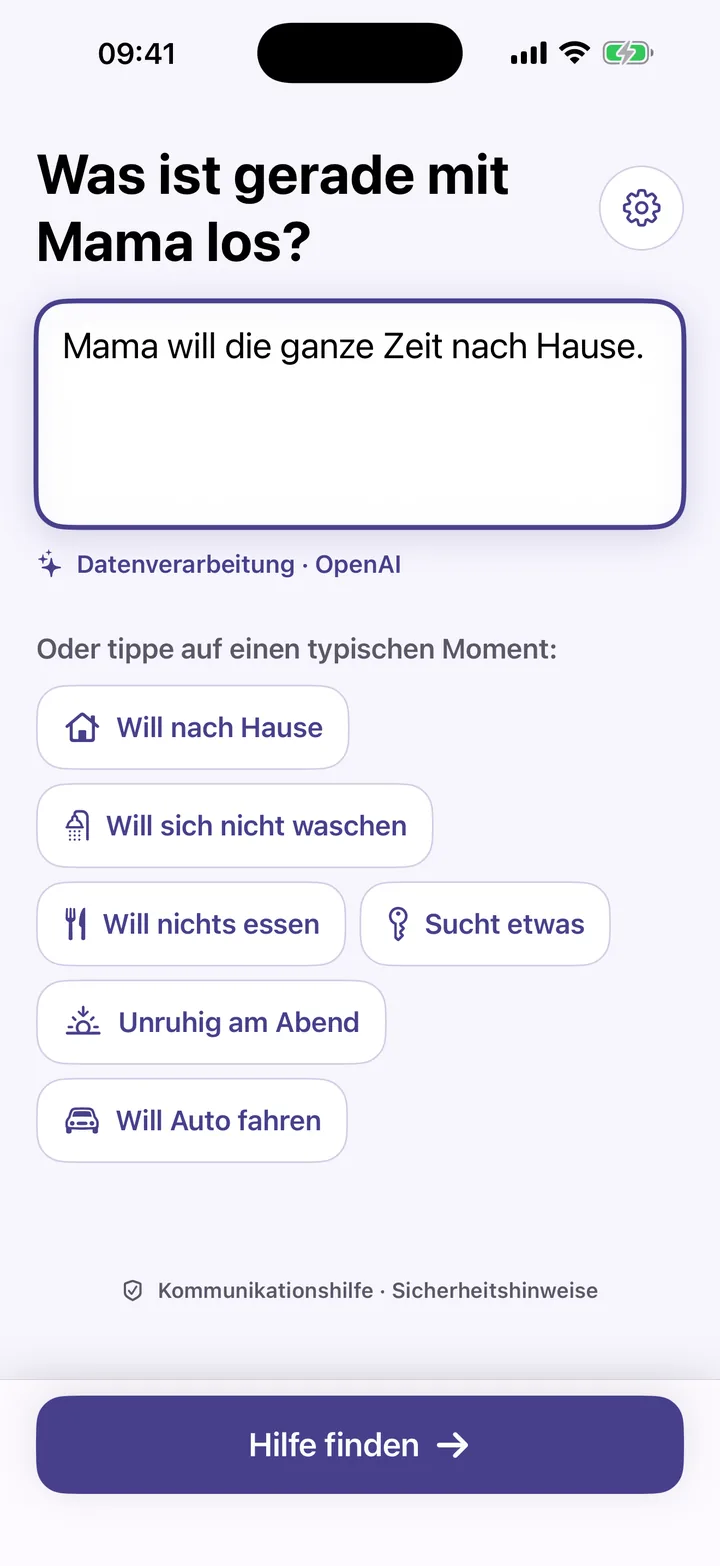 09:41
Was ist gerade mit
Mama los?
Mama will die ganze Zeit nach Hause.
Datenverarbeitung · OpenAI
Oder tippe auf einen typischen Moment:
Will nach Hause
Will sich nicht waschen
Will nichts essen
Sucht etwas
Unruhig am Abend
Will Auto fahren
Kommunikationshilfe · Sicherheitshinweise
Hilfe finden →